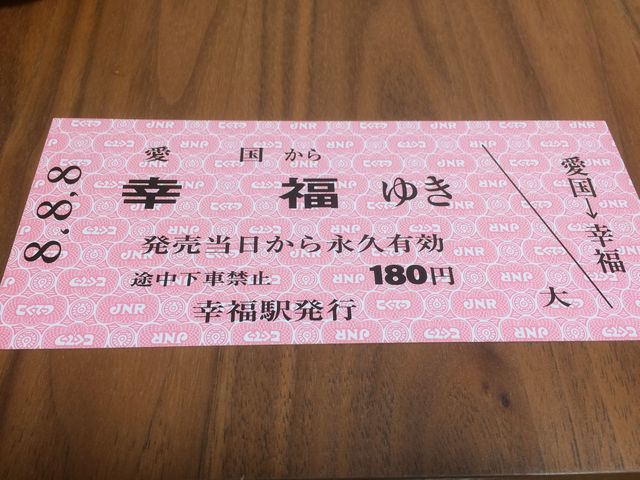 8.8.8
愛 国 から
幸 福 ゆき
発売当日から永久有効
途中下車禁止 180円
幸福駅発行
愛国→幸福
大